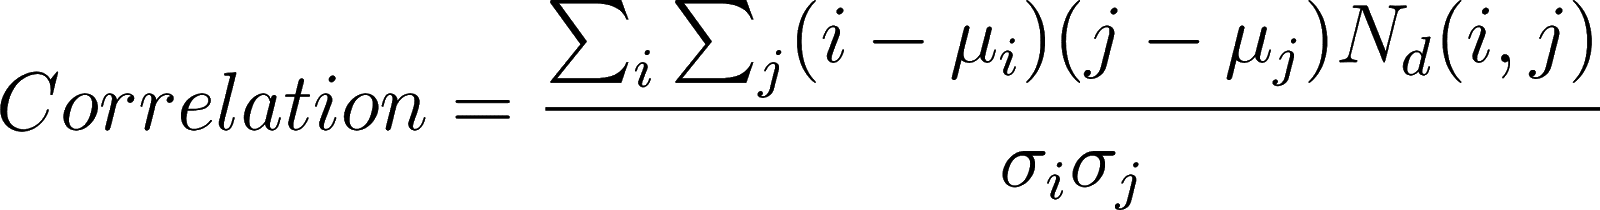 Correlation = \frac{\sum_i \sum_j (i - \mu_i)(j - \mu_j) N_d(i, j)}{\sigma_i \sigma_j}